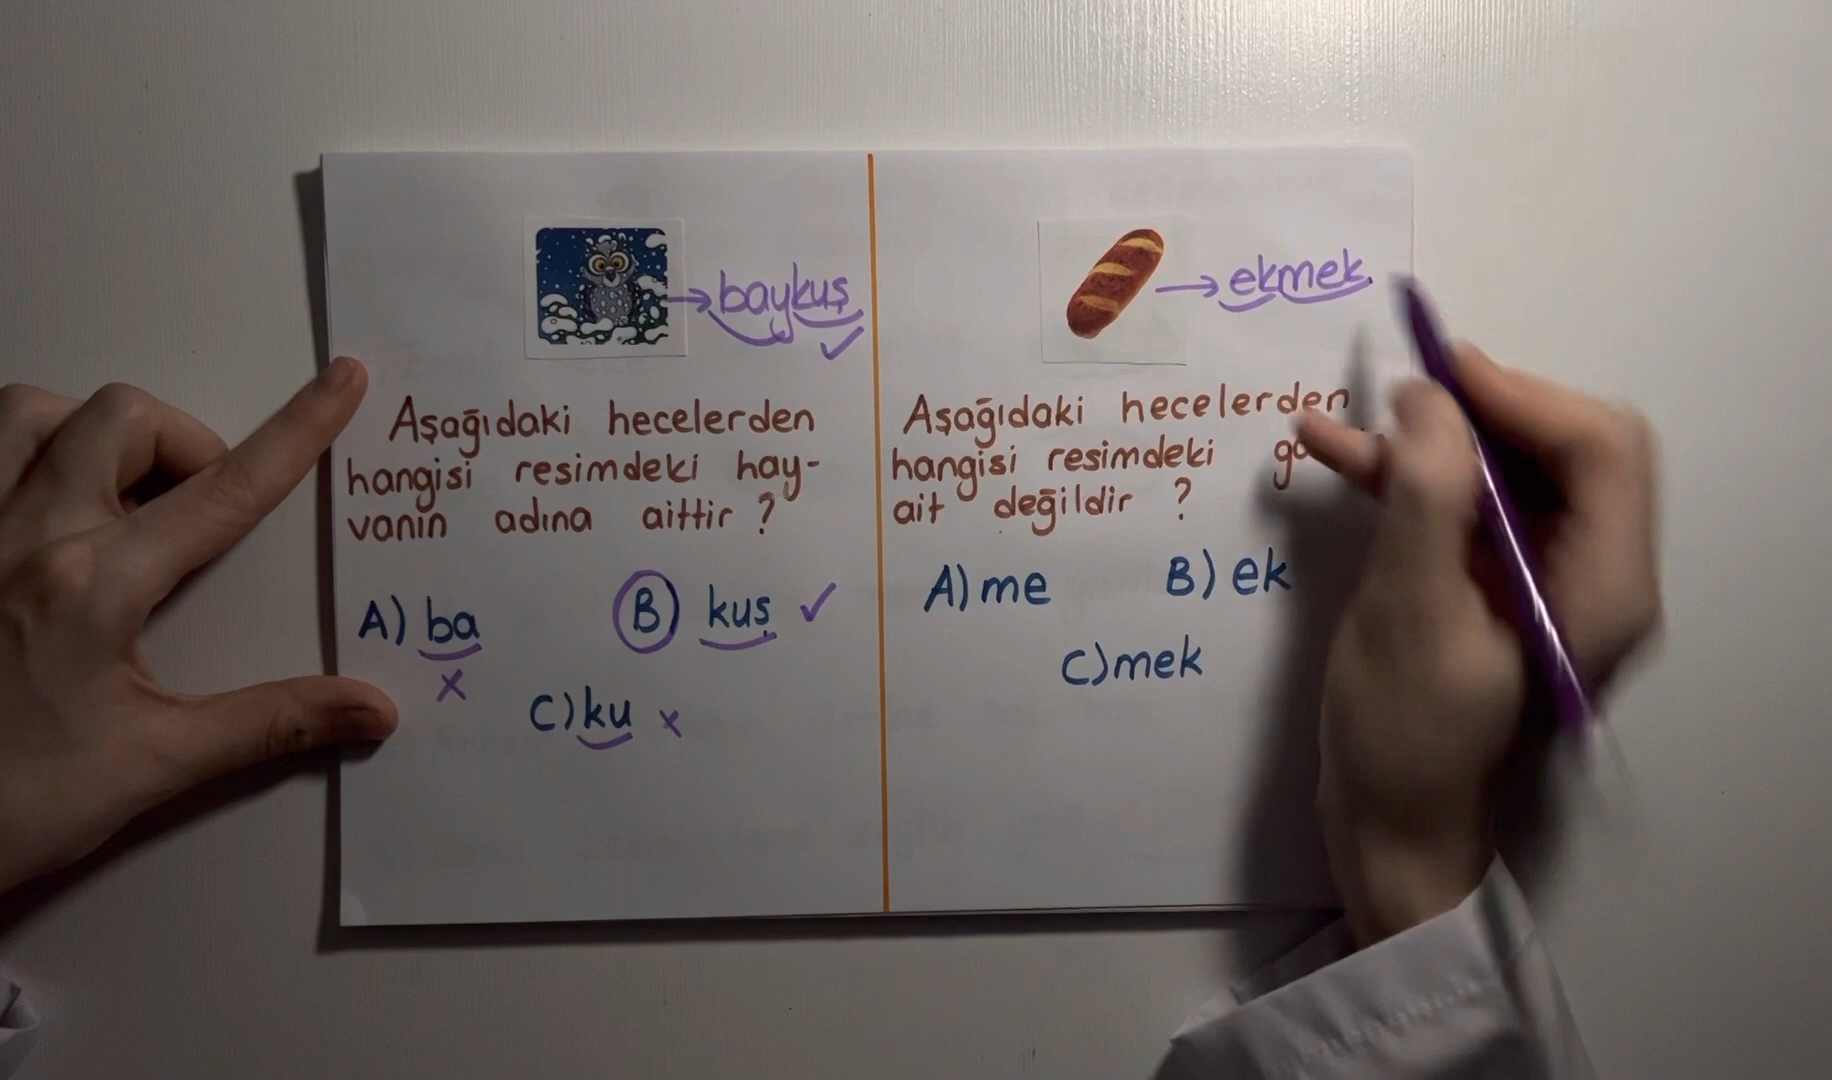 baykuş
Aşağıdaki hecelerden
hangisi resimdeki hay-
vanın adına aittir ?
A) ba
B) kuş
C) ku
ekmek
Aşağıdaki hecelerden
hangisi resimdeki
ait değildir ?
A) me
B) ek
C) mek